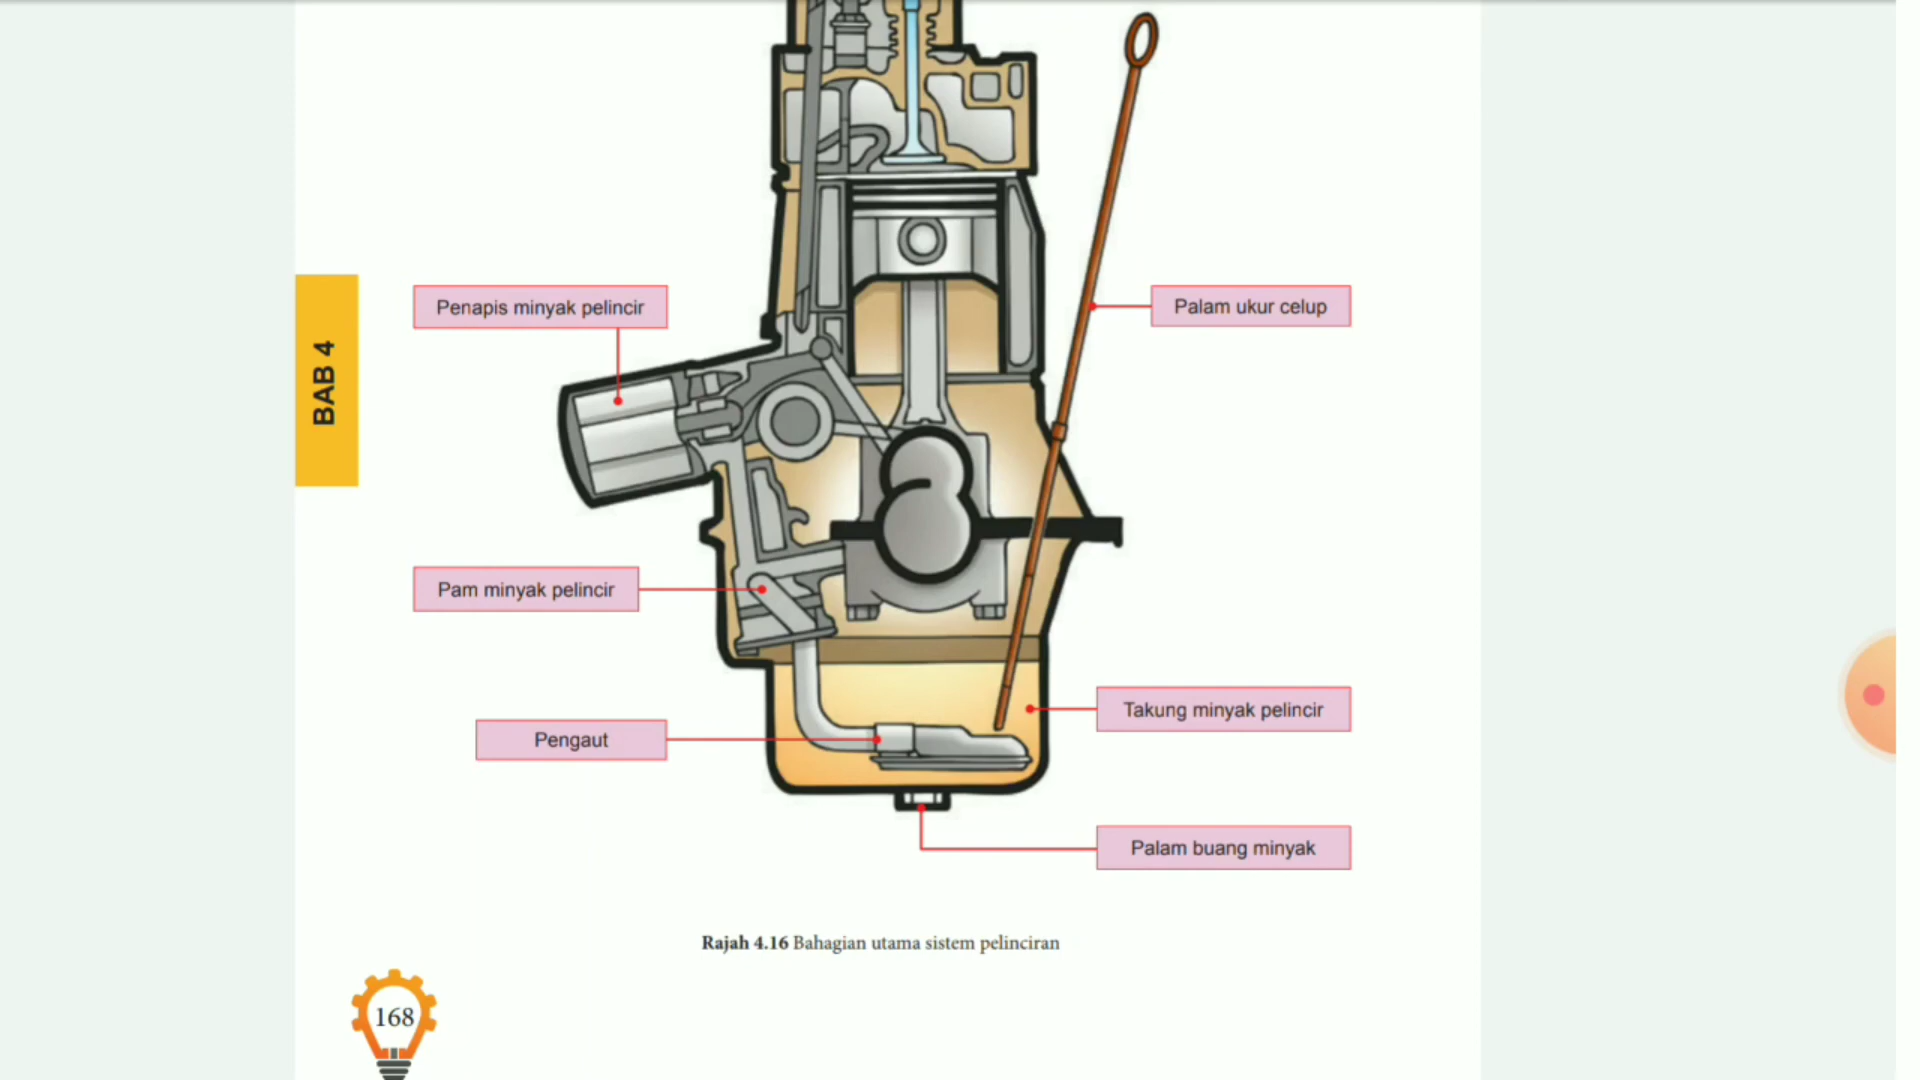 Penapis minyak pelincir
Palam ukur celup
BAB 4
Pam minyak pelincir
Takung minyak pelincir
Pengaut
Palam buang minyak
Rajah 4.16 Bahagian utama sistem pelinciran
168